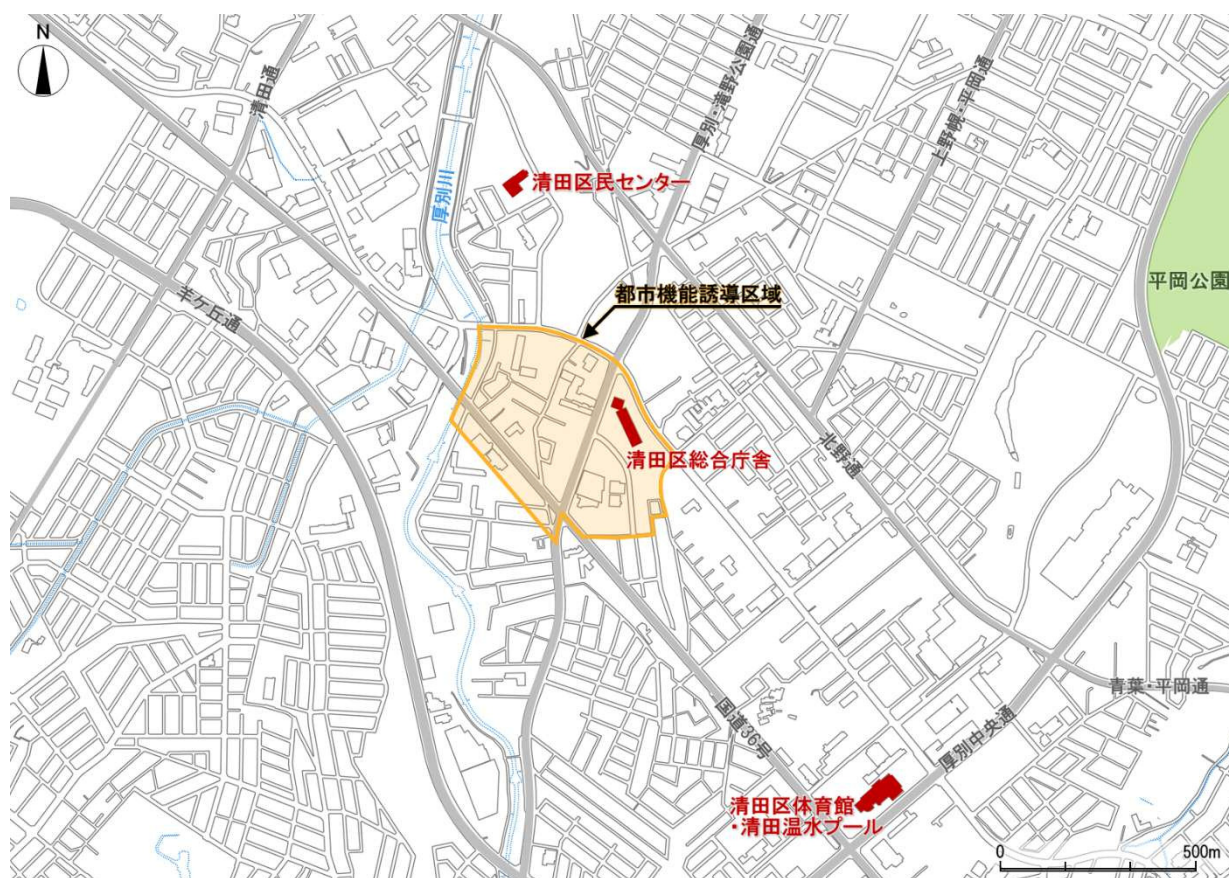 N
清田通
厚別川
厚別・滝野公園通
上野幌・平岡通
清田区民センター
羊ケ丘通
都市機能誘導区域
平岡公園
清田区総合庁舎
北野通
青葉・平岡通
国道36号
厚別中央通
清田区体育館
・清田温水プール
0 500m